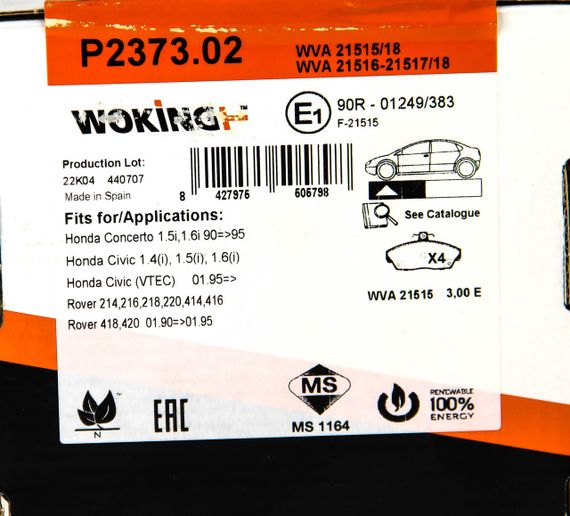 P2373.02
WVA 21515/18
WVA 21516-21517/18
WOKING
™
E1
90R - 01249/383
F-21515
Production Lot:
22K04 440707
Made in Spain
8 427975 505798
Fits for/Applications:
Honda Concerto 1.5i,1.6i 90=>95
Honda Civic 1.4(i), 1.5(i), 1.6(i)
Honda Civic (VTEC) 01.95=>
Rover 214,216,218,220,414,416
Rover 418,420 01.90=>01.95
See Catalogue
X4
WVA 21515 3,00 E
N
EAC
MS
MS 1164
RENEWABLE
100%
ENERGY